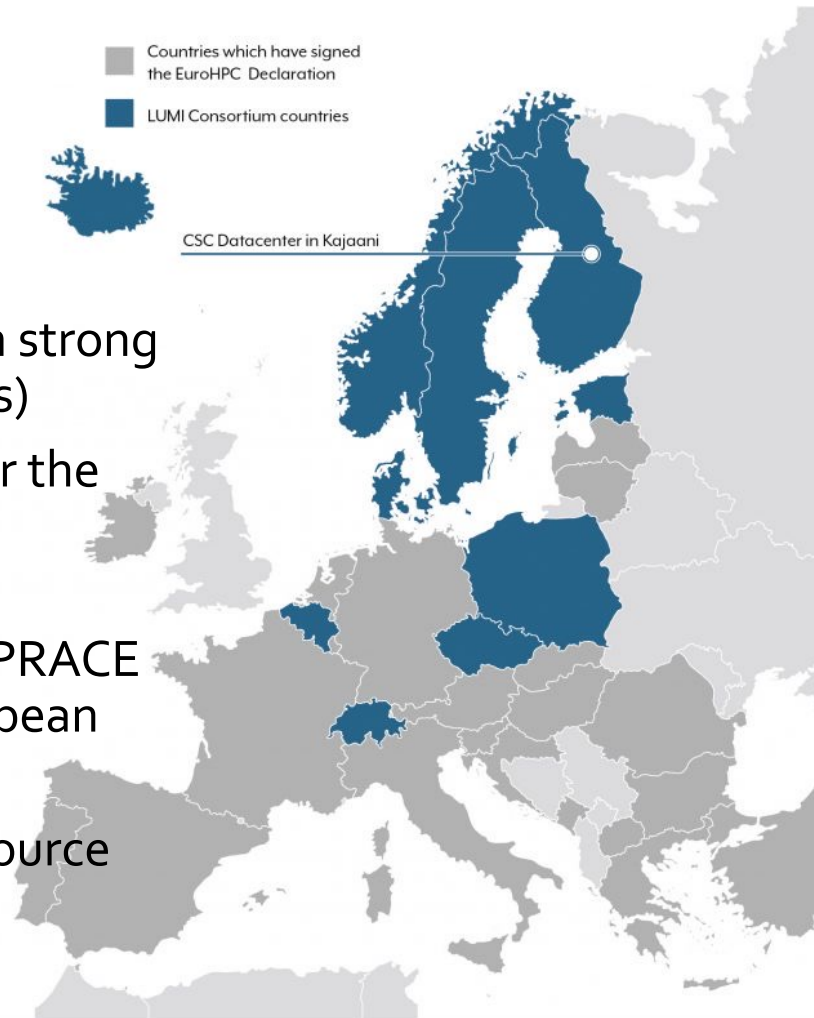 Countries which have signed
the EuroHPC Declaration
LUMI Consortium countries
CSC Datacenter in Kajaani
strong
s)
r the
PRACE
pean
ource